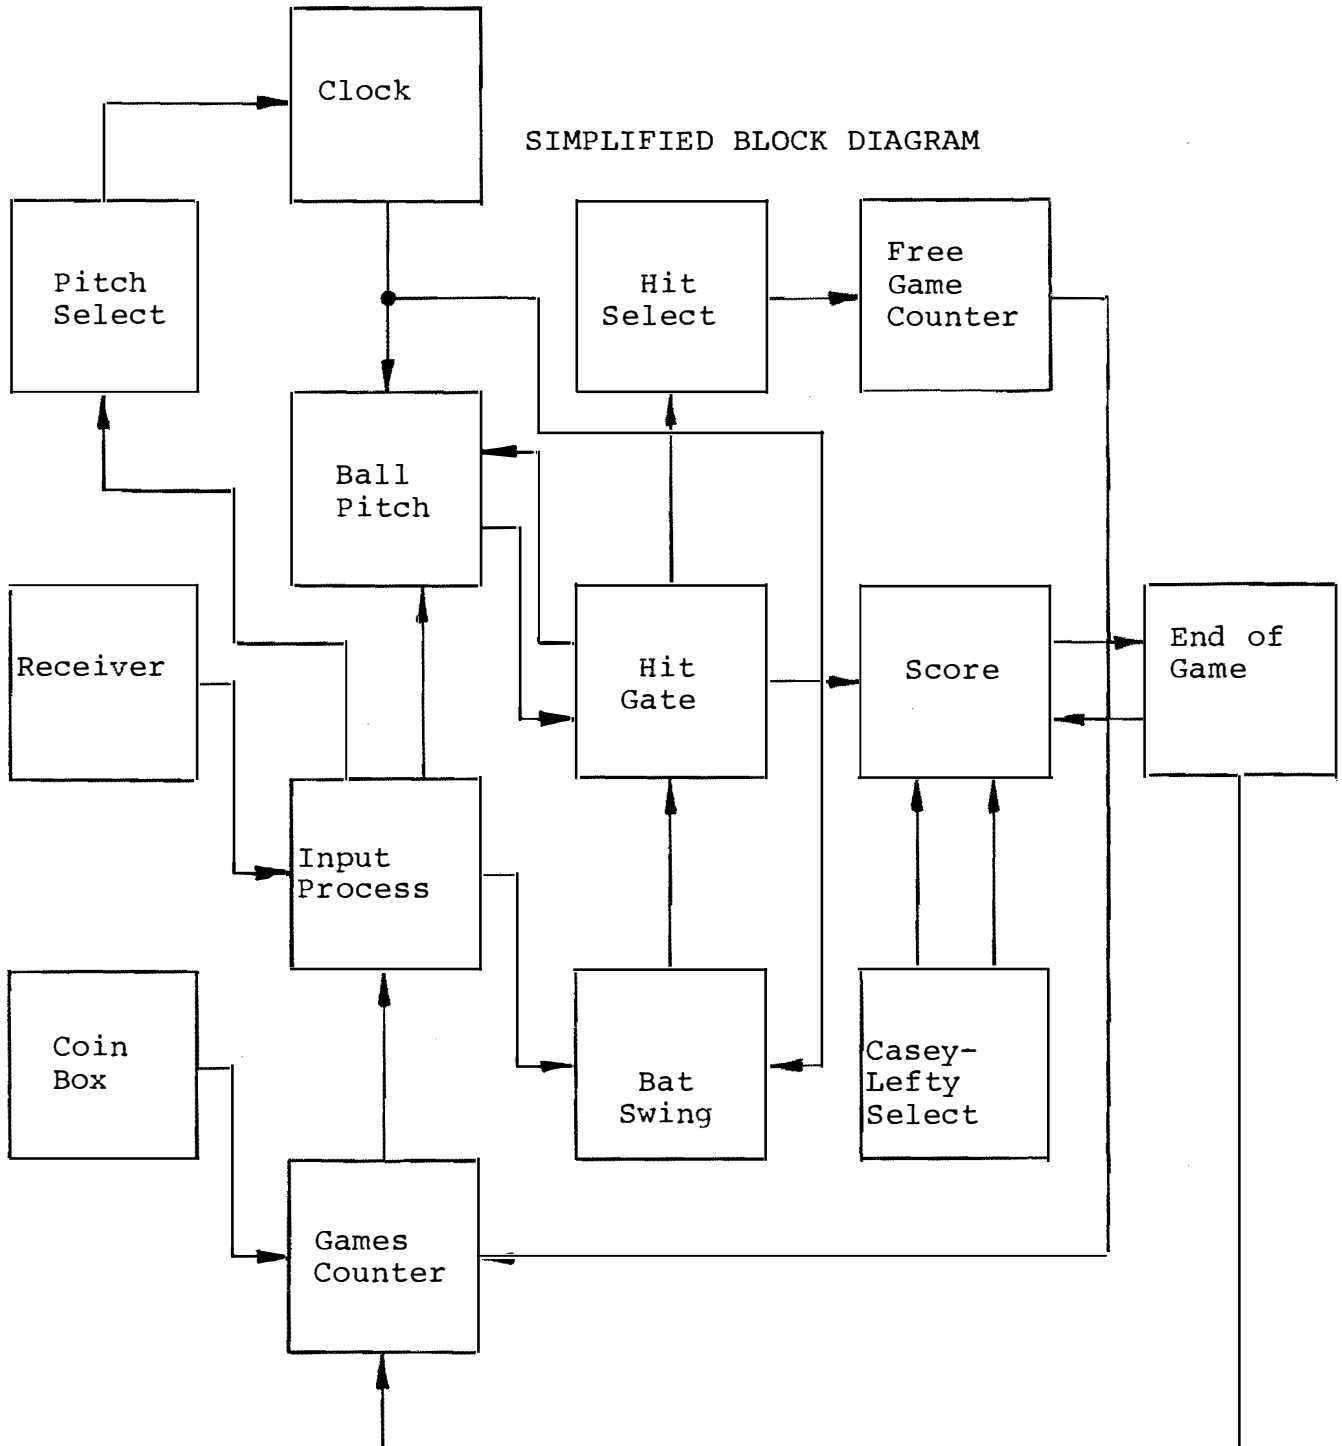 Clock
SIMPLIFIED BLOCK DIAGRAM
Pitch
Select
Hit
Select
Free
Game
Counter
Ball
Pitch
Receiver
Hit
Gate
Score
End of
Game
Input
Process
Coin
Box
Bat
Swing
Casey-
Lefty
Select
Games
Counter